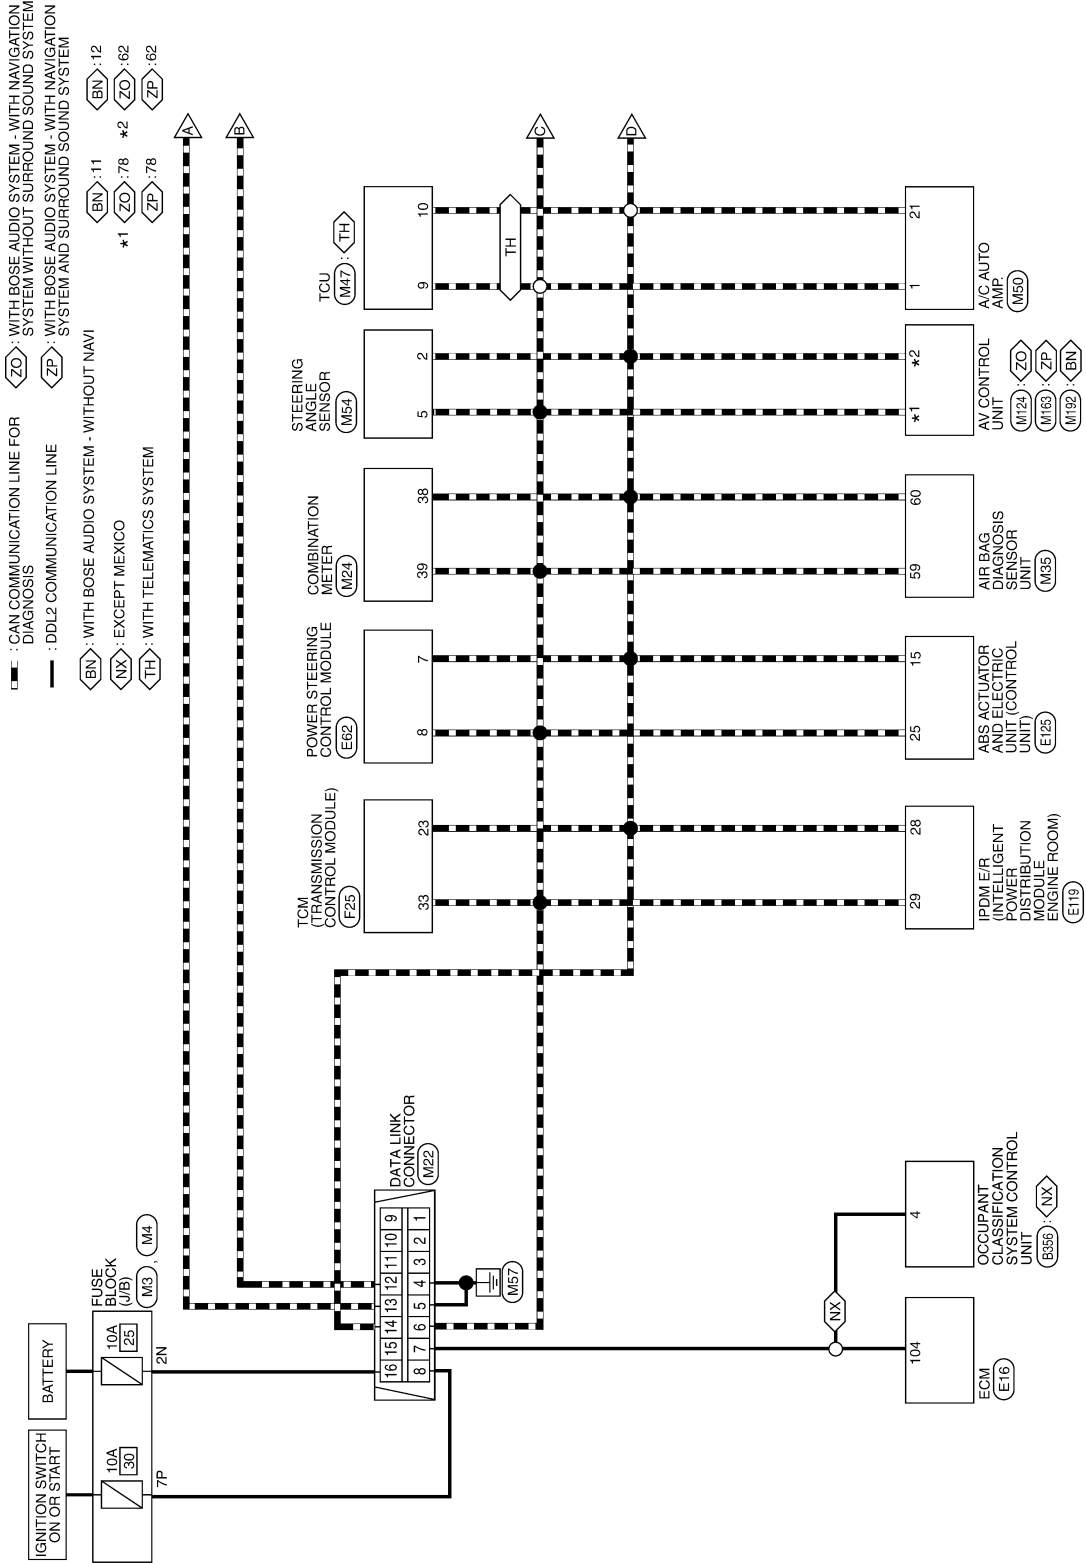 : CAN COMMUNICATION LINE FOR
DIAGNOSIS
: DDL2 COMMUNICATION LINE
BN : WITH BOSE AUDIO SYSTEM - WITHOUT NAVI
NX : EXCEPT MEXICO
TH : WITH TELEMATICS SYSTEM
ZO : WITH BOSE AUDIO SYSTEM - WITH NAVIGATION
SYSTEM WITHOUT SURROUND SOUND SYSTEM
ZP : WITH BOSE AUDIO SYSTEM - WITH NAVIGATION
SYSTEM AND SURROUND SOUND SYSTEM
BN :11
*1 ZO :78
ZP :78
BN :12
*2 ZO :62
ZP :62
A
B
C
D
IGNITION SWITCH
ON OR START
BATTERY
FUSE
BLOCK
(J/B)
M3 , M4
10A
30
10A
25
7P
2N
DATA LINK
CONNECTOR
M22
16 15 14 13 12 11 10 9
8 7 6 5 4 3 2 1
M57
TCM
(TRANSMISSION
CONTROL MODULE)
F25
33 23
POWER STEERING
CONTROL MODULE
E62
8 7
COMBINATION
METER
M24
39 38
STEERING
ANGLE
SENSOR
M54
5 2
TCU
M47 : TH
9 10
TH
NX
104
ECM
E16
4
OCCUPANT
CLASSIFICATION
SYSTEM CONTROL
UNIT
B356 : NX
29 28
IPDM E/R
(INTELLIGENT
POWER
DISTRIBUTION
MODULE
ENGINE ROOM)
E119
25 15
ABS ACTUATOR
AND ELECTRIC
UNIT (CONTROL
UNIT)
E125
59 60
AIR BAG
DIAGNOSIS
SENSOR
UNIT
M35
*1 *2
AV CONTROL
UNIT
M124 : ZO
M163 : ZP
M192 : BN
1 21
A/C AUTO
AMP.
M50